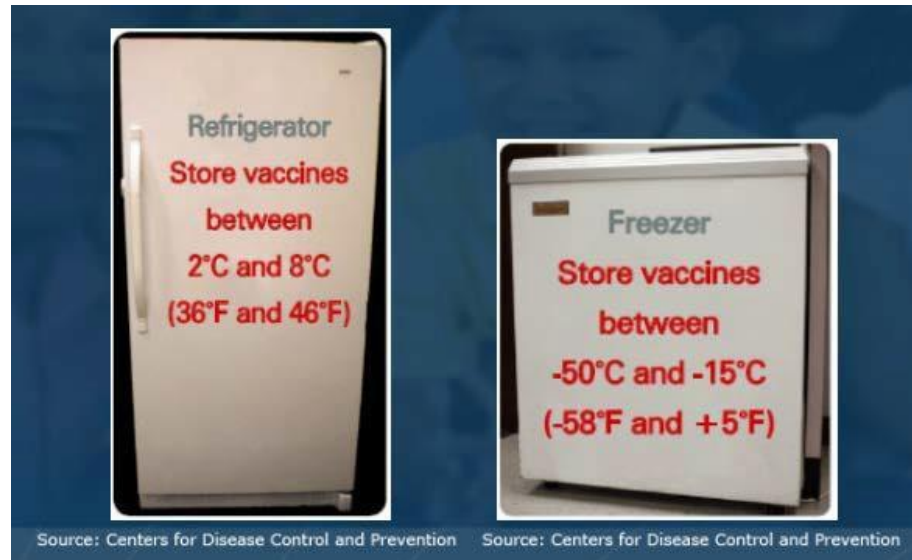 Refrigerator
Store vaccines
between
2°C and 8°C
(36°F and 46°F)
Freezer
Store vaccines
between
-50°C and -15°C
(-58°F and +5°F)
Source: Centers for Disease Control and Prevention
Source: Centers for Disease Control and Prevention